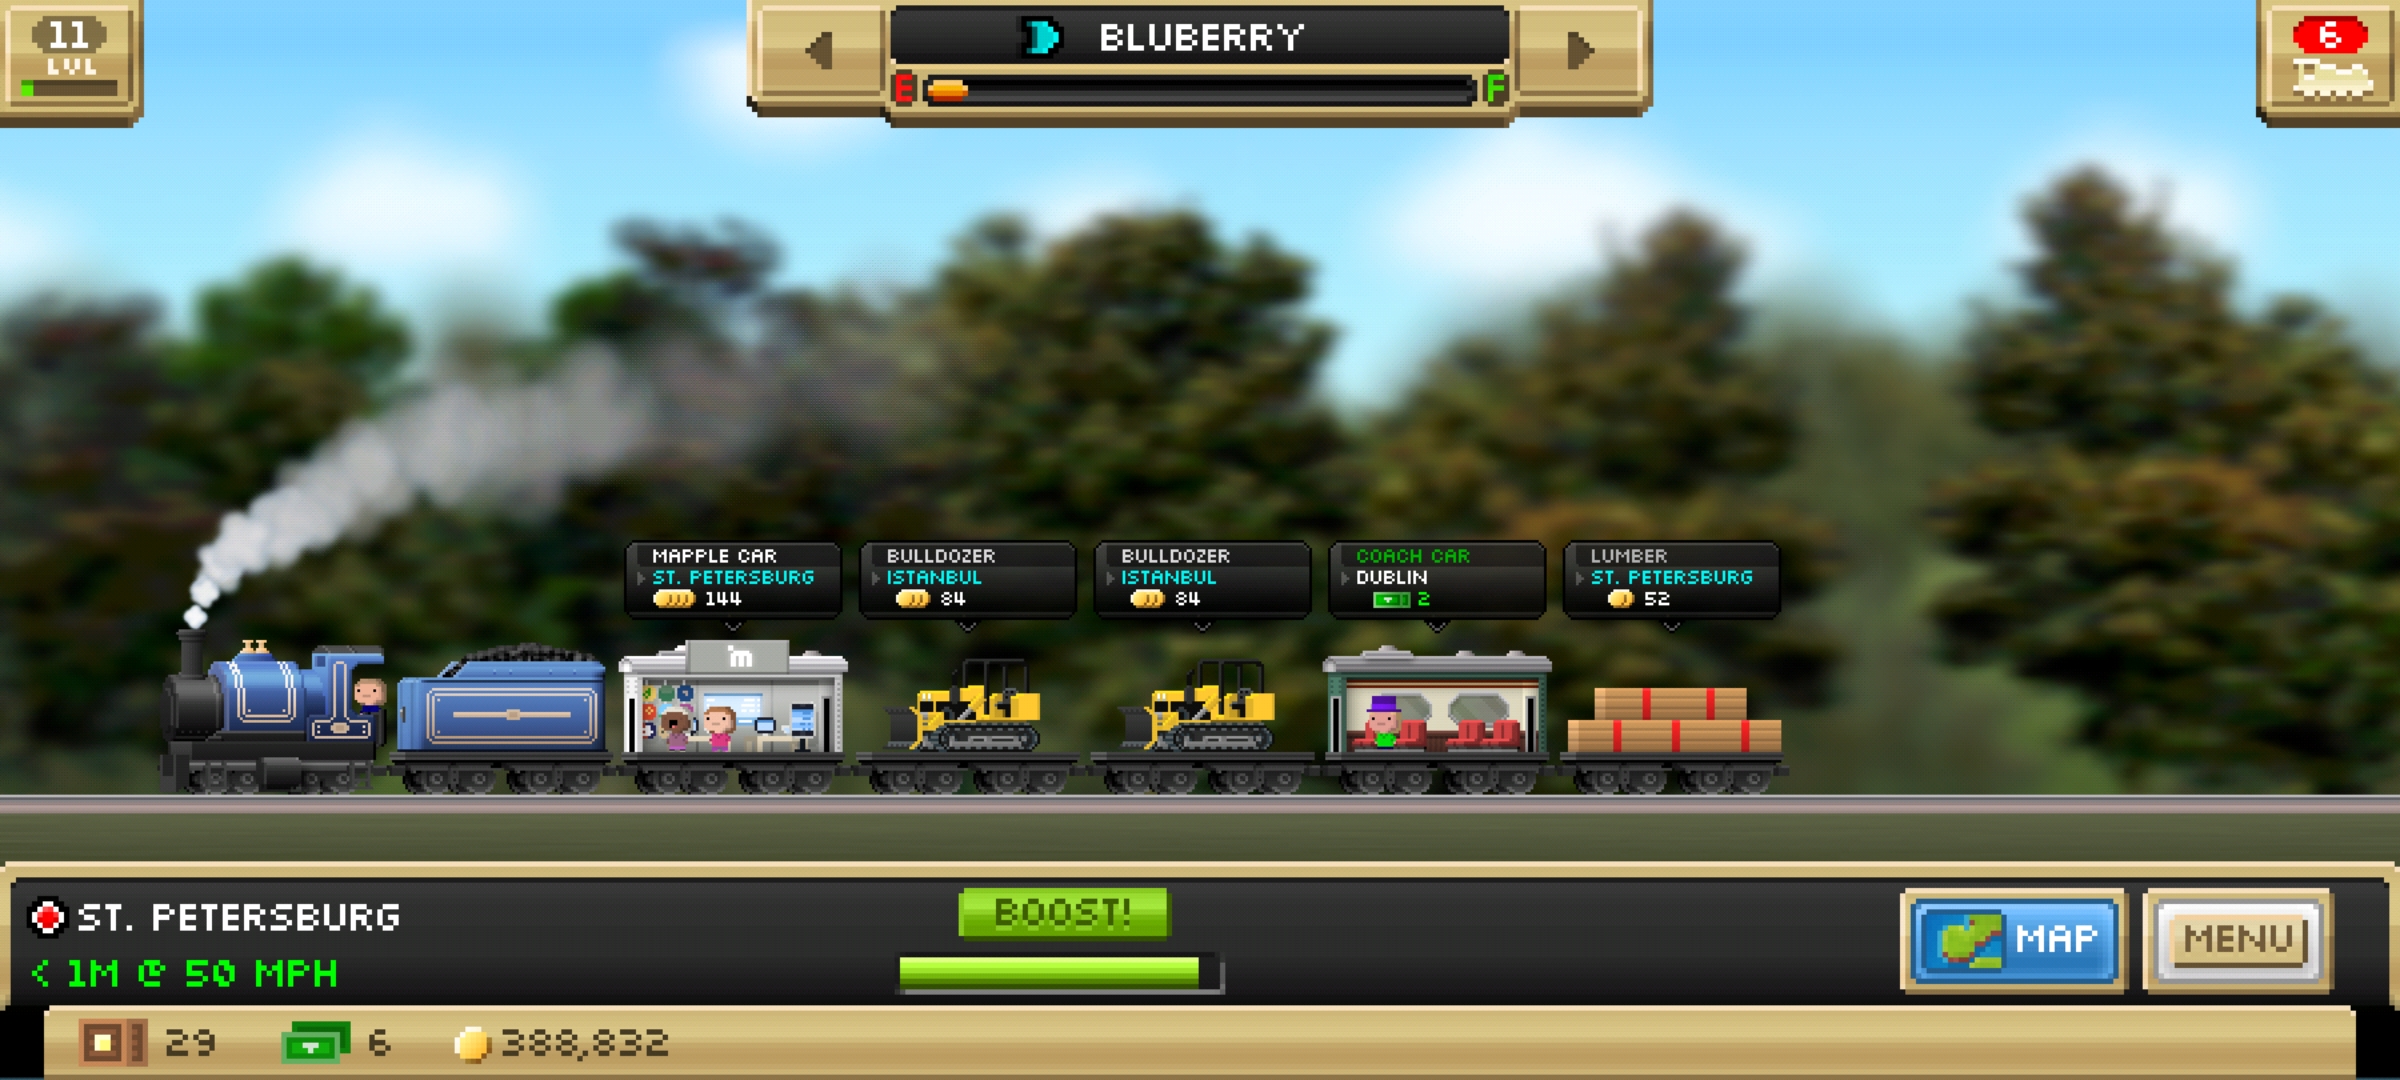 11
LVL
BLUBERRY
E F
6
MAPPLE CAR
ST. PETERSBURG
144
BULLDOZER
ISTANBUL
84
BULLDOZER
ISTANBUL
84
COACH CAR
DUBLIN
2
LUMBER
ST. PETERSBURG
52
m
ST. PETERSBURG
< 1M @ 50 MPH
BOOST!
MAP
MENU
29
6
388,832